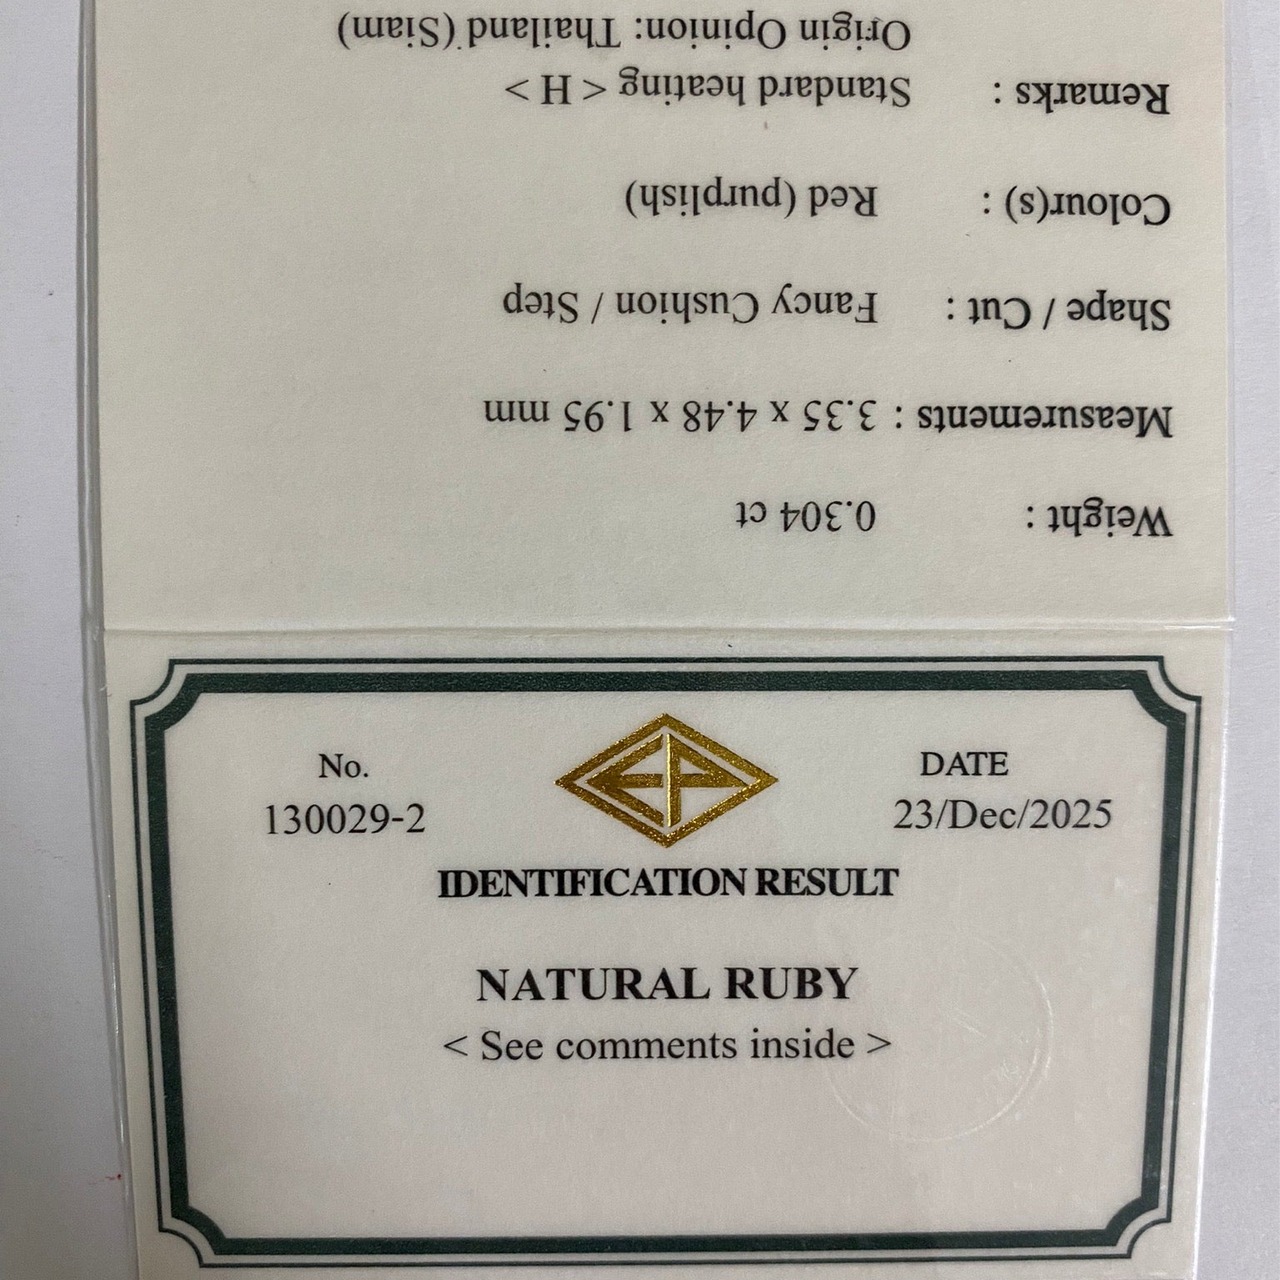 No.
130029-2
EP
DATE
23/Dec/2025
IDENTIFICATION RESULT
NATURAL RUBY
< See comments inside >
Weight : 0.304 ct
Measurements : 3.35 x 4.48 x 1.95 mm
Shape / Cut : Fancy Cushion / Step
Colour(s) : Red (purplish)
Remarks : Standard heating < H >
Origin Opinion: Thailand (Siam)